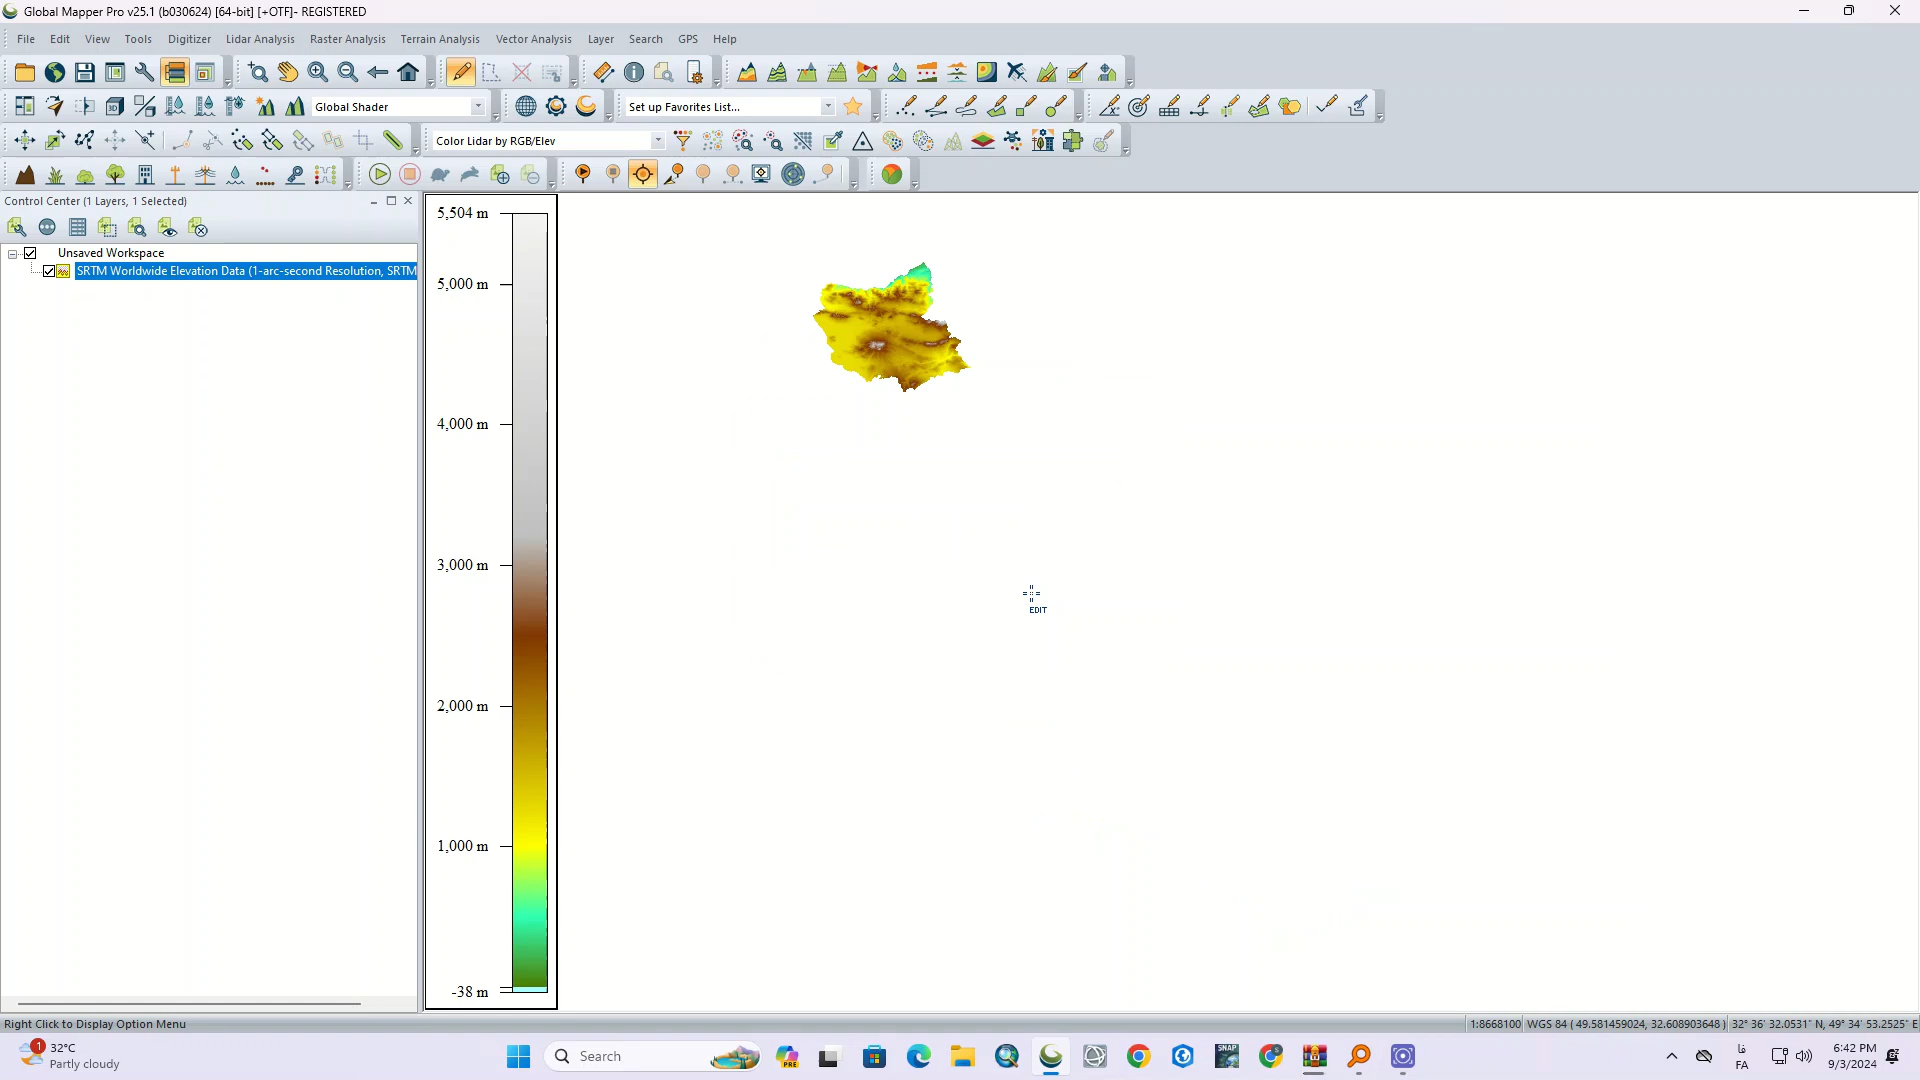 Global Mapper Pro v25.1 (b030624) [64-bit] [+OTF]- REGISTERED
File Edit View Tools Digitizer Lidar Analysis Raster Analysis Terrain Analysis Vector Analysis Layer Search GPS Help
Global Shader
Set up Favorites List...
Color Lidar by RGB/Elev
Control Center (1 Layers, 1 Selected)
Unsaved Workspace
SRTM Worldwide Elevation Data (1-arc-second Resolution, SRTM
5,504 m
5,000 m
4,000 m
3,000 m
2,000 m
1,000 m
-38 m
EDIT
Right Click to Display Option Menu
1:8668100 WGS 84 ( 49.581459024, 32.608903648 ) 32° 36' 32.0531" N, 49° 34' 53.2525" E
1
32°C
Partly cloudy
Search
PRE
SNAP
فا
FA
6:42 PM
9/3/2024